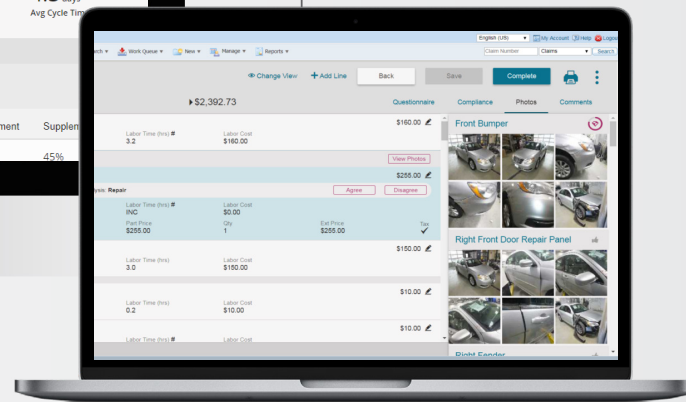 days
Avg Cycle Tim
ment Supplem
45%
English (US) My Account Help Logout
rch Work Queue New Manage Reports Claim Number Claims Search
Change View Add Line Back Save Complete
$2,392.73 Questionnaire Compliance Photos Comments
$160.00 Front Bumper
Labor Time (hrs) # Labor Cost
3.2 $160.00
View Photos
$255.00
ysis: Repair Agree Disagree
Labor Time (hrs) # Labor Cost
INC $0.00
Part Price Qty Ext Price Tax
$255.00 1 $255.00
Right Front Door Repair Panel
$150.00
Labor Time (hrs) Labor Cost
3.0 $150.00
$10.00
Labor Time (hrs) Labor Cost
0.2 $10.00
$10.00
Labor Time (hrs) # Labor Cost
Right Fender